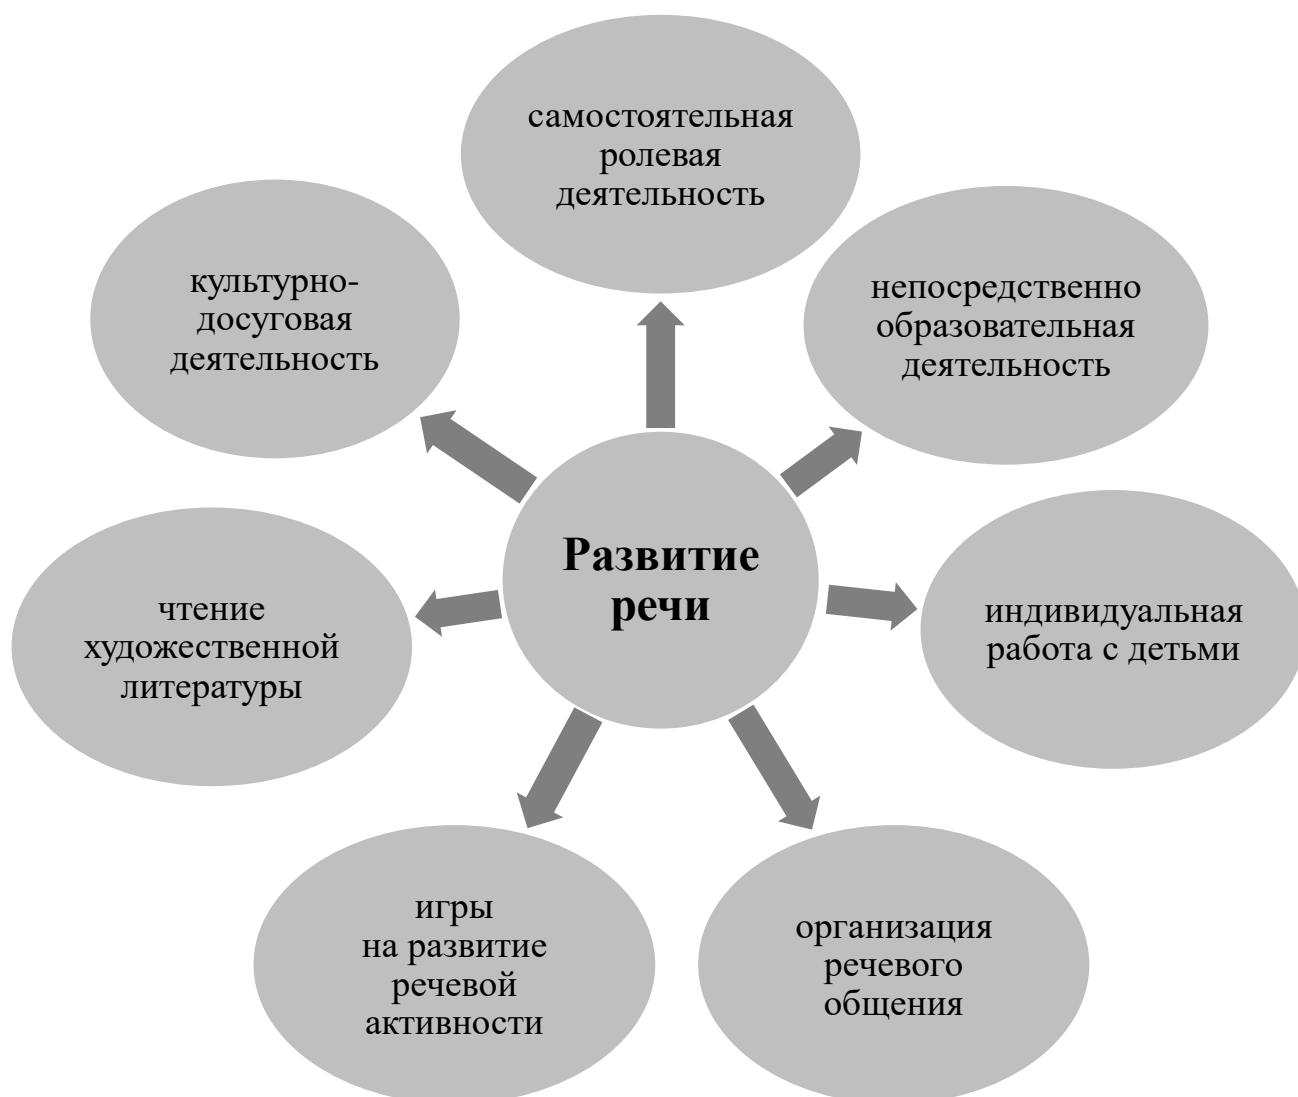 самостоятельная
ролевая
деятельность
непосредственно
образовательная
деятельность
индивидуальная
работа с детьми
организация
речевого
общения
игры
на развитие
речевой
активности
чтение
художественной
литературы
культурно-
досуговая
деятельность
Развитие
речи